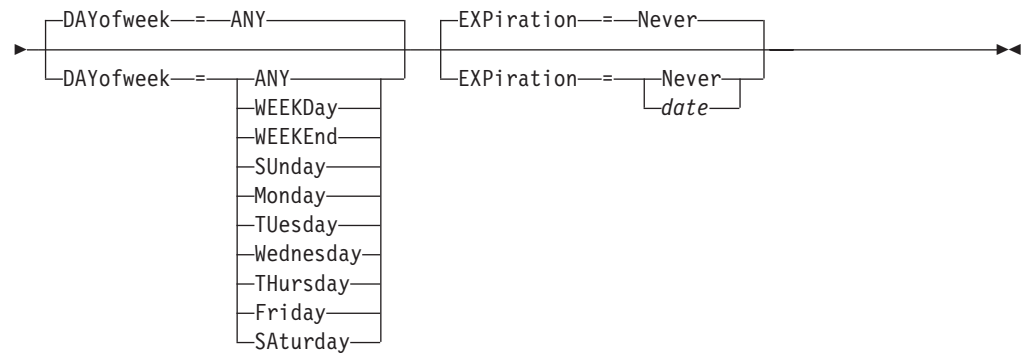 DAYofweek = ANY EXPiration = Never
DAYofweek = ANY EXPiration = Never
WEEKDay date
WEEKEnd
SUnday
Monday
TUesday
Wednesday
THursday
Friday
SAturday